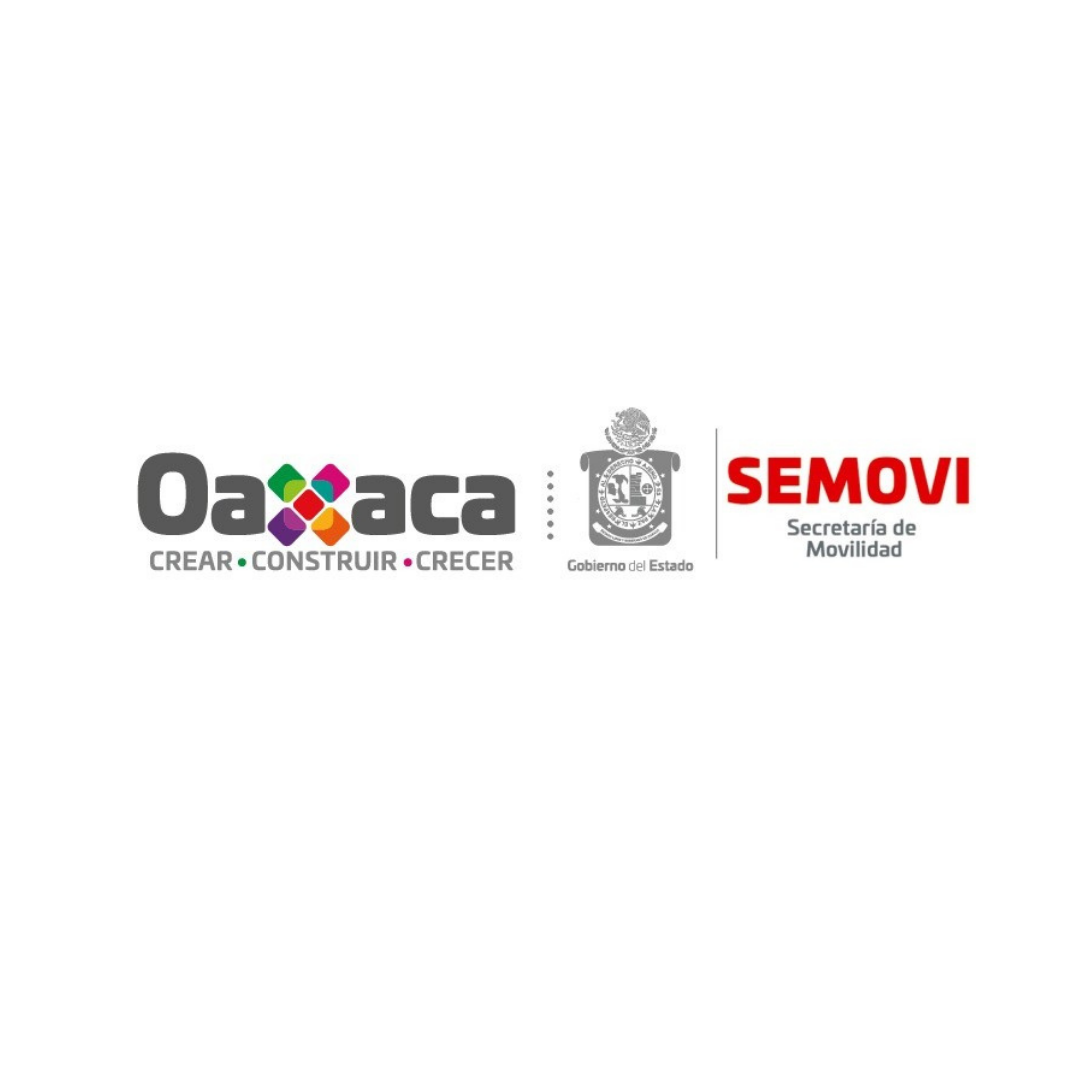 Oaxaca
CREAR•CONSTRUIR•CRECER
Gobierno del Estado
SEMOVI
Secretaría de
Movilidad